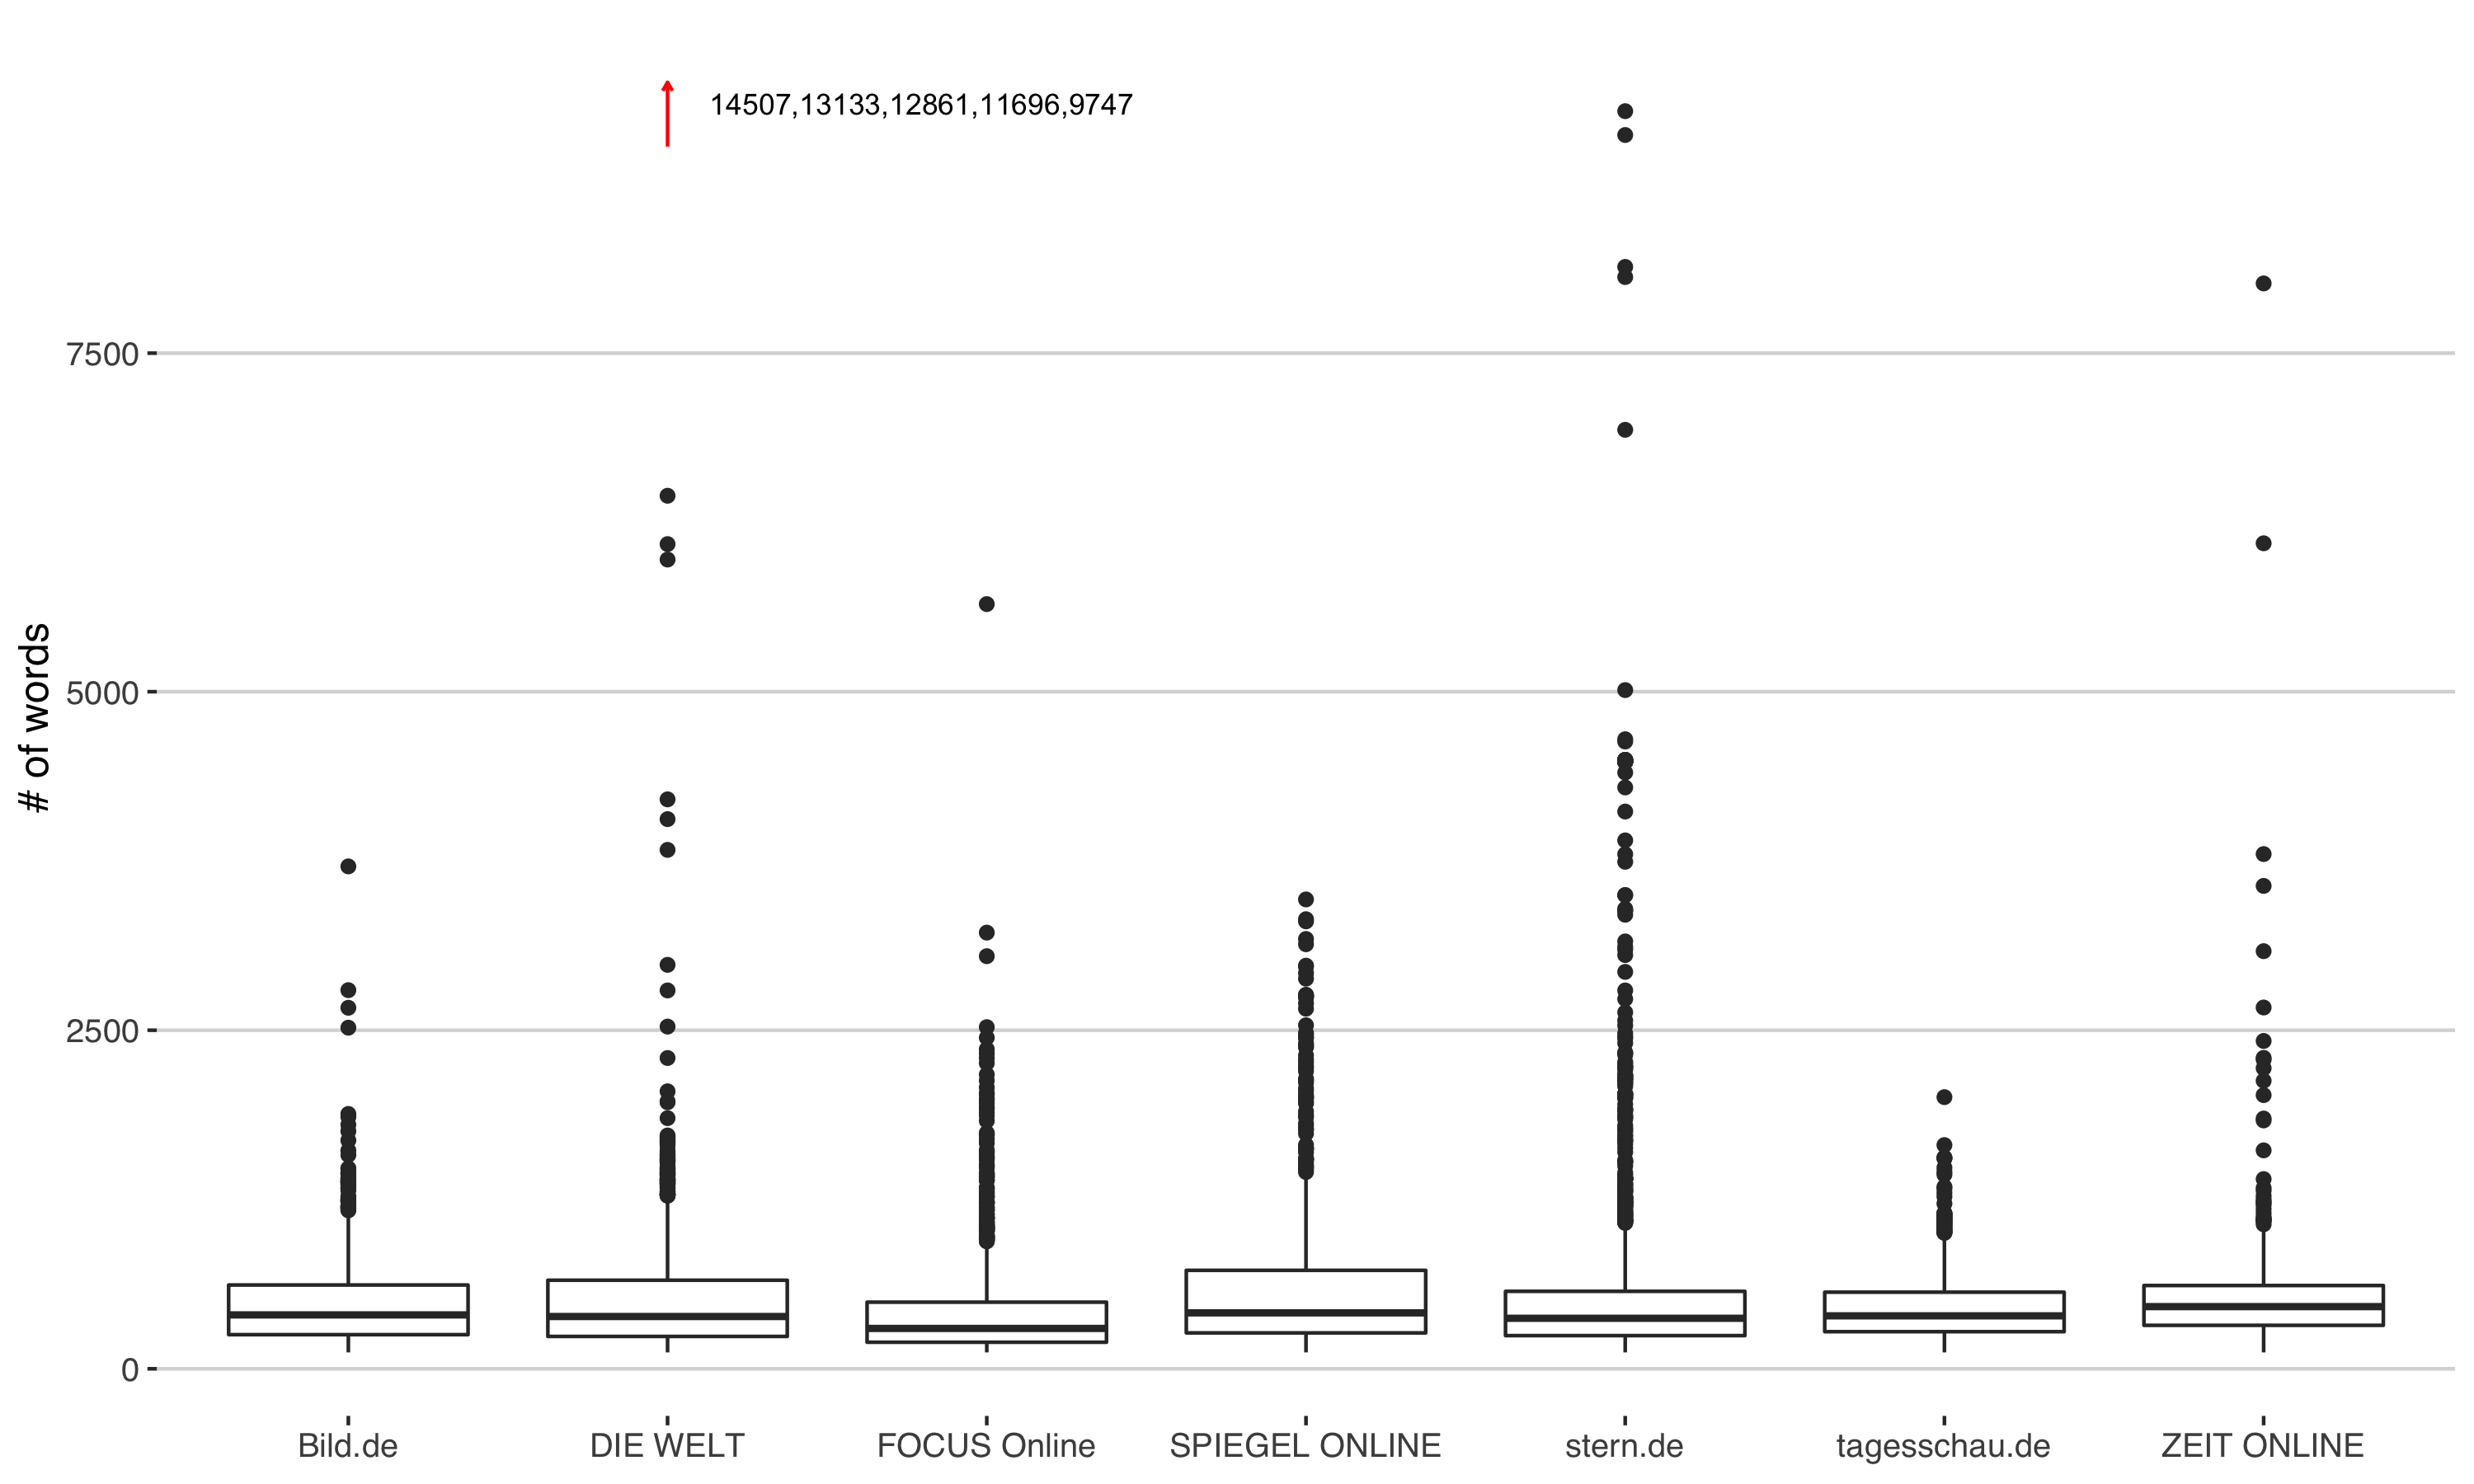 14507,13133,12861,11696,9747
7500
5000
2500
0
# of words
Bild.de
DIE WELT
FOCUS Online
SPIEGEL ONLINE
stern.de
tagesschau.de
ZEIT ONLINE